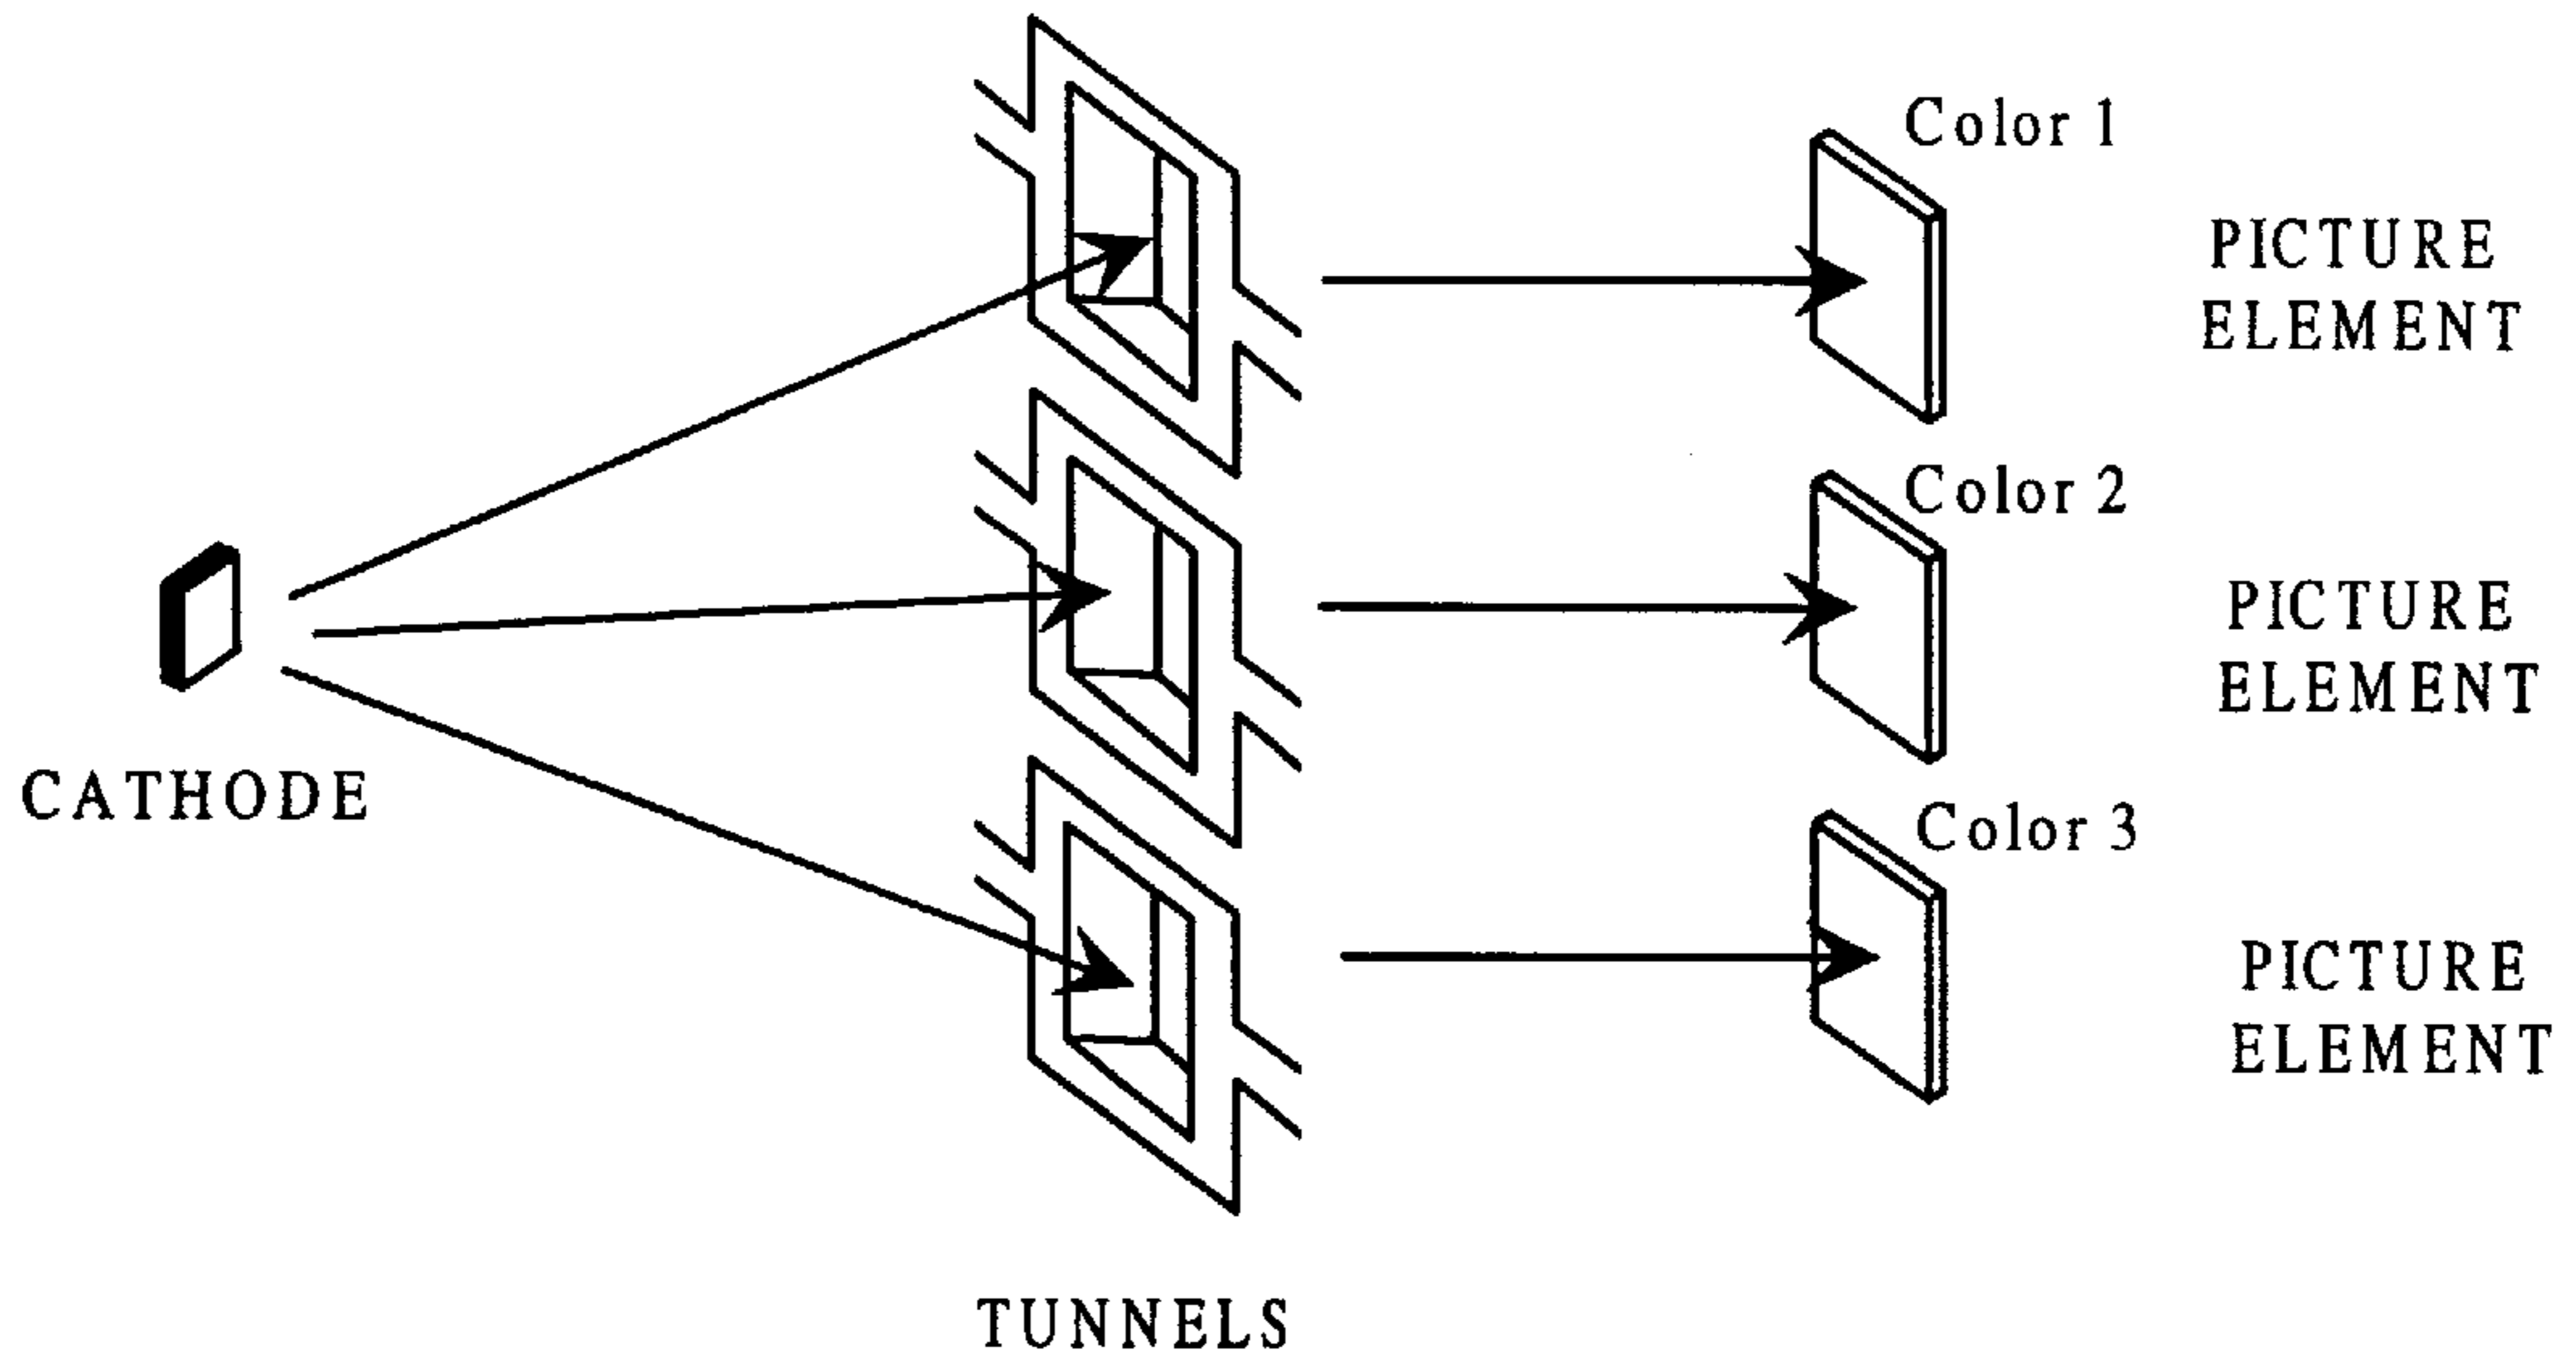 Color 1
PICTURE
ELEMENT
Color 2
PICTURE
ELEMENT
CATHODE
Color 3
PICTURE
ELEMENT
TUNNELS